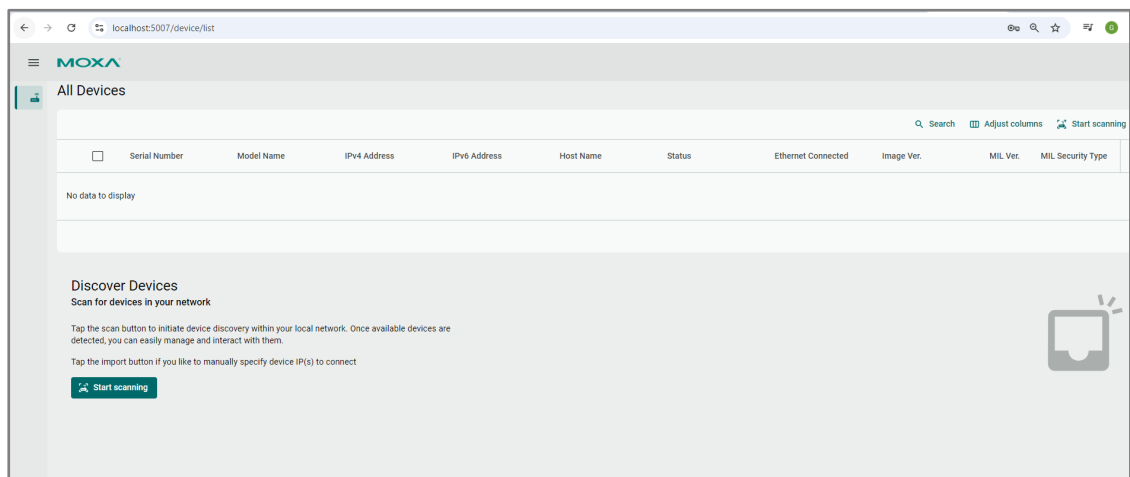 localhost:5007/device/list
G
MOXA
All Devices
Search Adjust columns Start scanning
Serial Number Model Name IPv4 Address IPv6 Address Host Name Status Ethernet Connected Image Ver. MIL Ver. MIL Security Type
No data to display
Discover Devices
Scan for devices in your network
Tap the scan button to initiate device discovery within your local network. Once available devices are
detected, you can easily manage and interact with them.
Tap the import button if you like to manually specify device IP(s) to connect
Start scanning